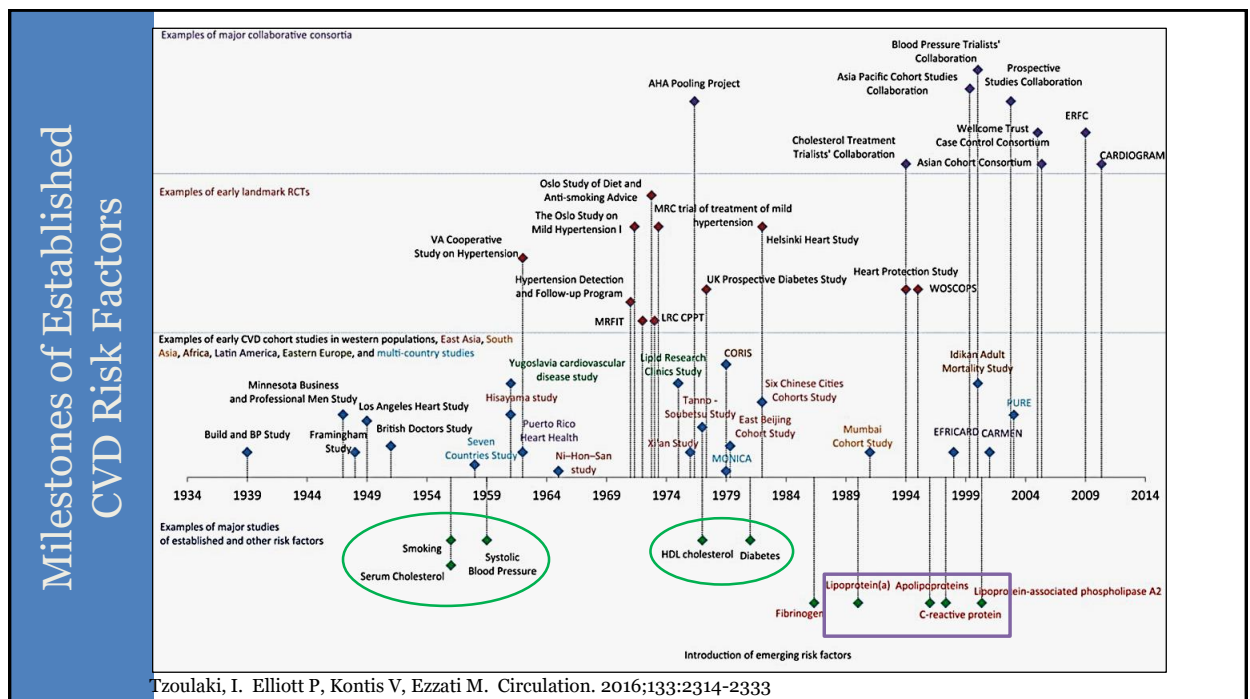 Milestones of Established
CVD Risk Factors
Examples of major collaborative consortia
Blood Pressure Trialists'
Collaboration
Asia Pacific Cohort Studies
Collaboration
Prospective
Studies Collaboration
AHA Pooling Project
ERFC
Wellcome Trust
Case Control Consortium
Cholesterol Treatment
Trialists' Collaboration
Asian Cohort Consortium
CARDIOGRAM
Examples of early landmark RCTs
Oslo Study of Diet and
Anti-smoking Advice
The Oslo Study on
Mild Hypertension I
MRC trial of treatment of mild
hypertension
VA Cooperative
Study on Hypertension
Helsinki Heart Study
Hypertension Detection
and Follow-up Program
UK Prospective Diabetes Study
Heart Protection Study
WOSCOPS
MRFIT
LRC CPPT
Examples of early CVD cohort studies in western populations, East Asia, South
Asia, Africa, Latin America, Eastern Europe, and multi-country studies
Yugoslavia cardiovascular
disease study
Lipid Research
Clinics Study
CORIS
Idikan Adult
Mortality Study
Minnesota Business
and Professional Men Study
Hisayama study
Six Chinese Cities
Cohorts Study
Los Angeles Heart Study
Tanno -
Soubetsu Study
PURE
Build and BP Study
Framingham
Study
British Doctors Study
Puerto Rico
Heart Health
East Beijing
Cohort Study
Mumbai
Cohort Study
EFRICARD
CARMEN
Seven
Countries Study
Xi'an Study
Ni-Hon-San
study
MONICA
1934 1939 1944 1949 1954 1959 1964 1969 1974 1979 1984 1989 1994 1999 2004 2009 2014
Examples of major studies
of established and other risk factors
Smoking
Systolic
Blood Pressure
Serum Cholesterol
HDL cholesterol
Diabetes
Lipoprotein(a)
Apolipoproteins
Lipoprotein-associated phospholipase A2
Fibrinogen
C-reactive protein
Introduction of emerging risk factors
Tzoulaki, I. Elliott P, Kontis V, Ezzati M. Circulation. 2016;133:2314-2333